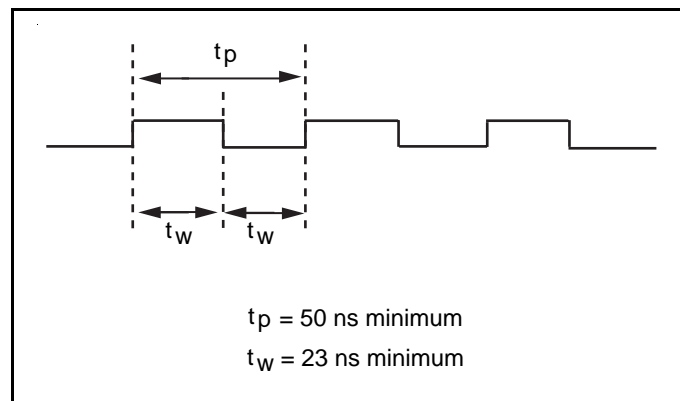 tp
tw tw
tp = 50 ns minimum
tw = 23 ns minimum